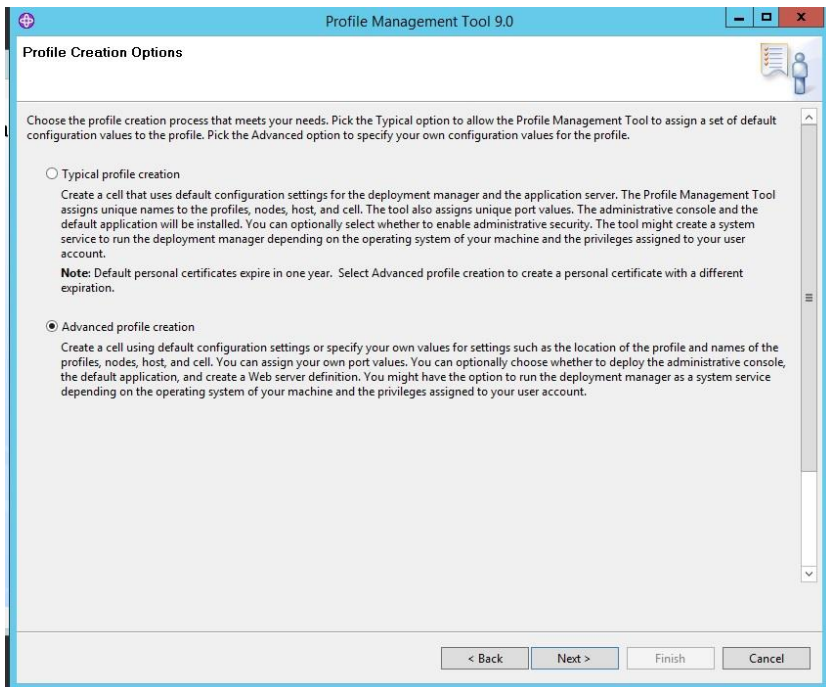 Profile Management Tool 9.0
Profile Creation Options
Choose the profile creation process that meets your needs. Pick the Typical option to allow the Profile Management Tool to assign a set of default
configuration values to the profile. Pick the Advanced option to specify your own configuration values for the profile.
Typical profile creation
Create a cell that uses default configuration settings for the deployment manager and the application server. The Profile Management Tool
assigns unique names to the profiles, nodes, host, and cell. The tool also assigns unique port values. The administrative console and the
default application will be installed. You can optionally select whether to enable administrative security. The tool might create a system
service to run the deployment manager depending on the operating system of your machine and the privileges assigned to your user
account.
Note: Default personal certificates expire in one year. Select Advanced profile creation to create a personal certificate with a different
expiration.
Advanced profile creation
Create a cell using default configuration settings or specify your own values for settings such as the location of the profile and names of the
profiles, nodes, host, and cell. You can assign your own port values. You can optionally choose whether to deploy the administrative console,
the default application, and create a Web server definition. You might have the option to run the deployment manager as a system service
depending on the operating system of your machine and the privileges assigned to your user account.
< Back Next > Finish Cancel